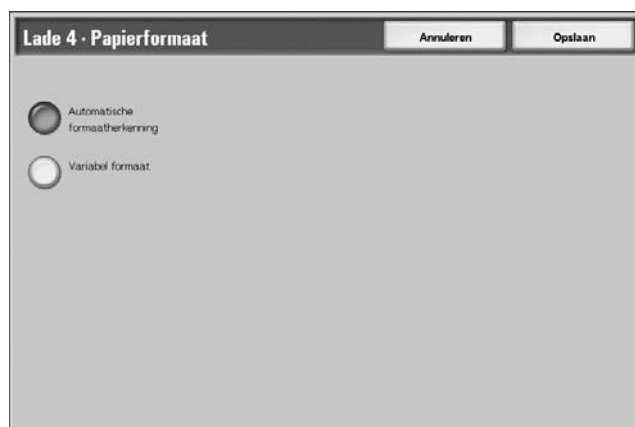 Lade 4 · Papierformaat
Annuleren
Opslaan
Automatische
formaatherkenning
Variabel formaat